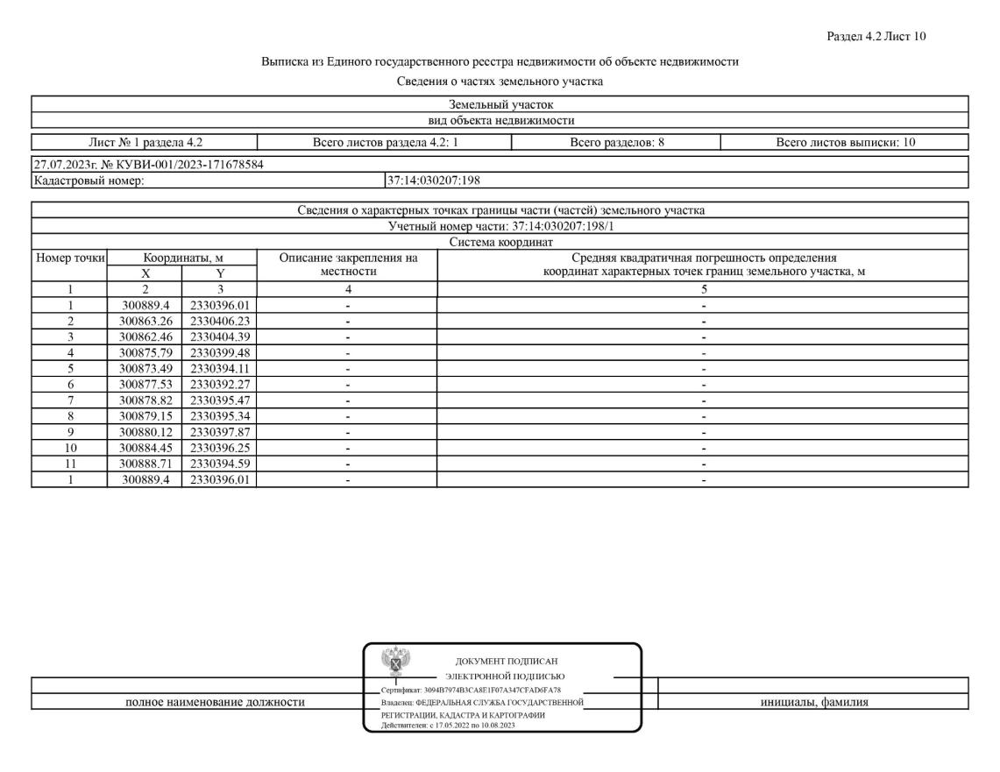 Раздел 4.2 Лист 10
Выписка из Единого государственного реестра недвижимости об объекте недвижимости
Сведения о частях земельного участка
Земельный участок
вид объекта недвижимости
Лист № 1 раздела 4.2 Всего листов раздела 4.2: 1 Всего разделов: 8 Всего листов выписки: 10
27.07.2023г. № КУВИ-001/2023-171678584
Кадастровый номер: 37:14:030207:198
Сведения о характерных точках границы части (частей) земельного участка
Учетный номер части: 37:14:030207:198/1
Система координат
Номер точки Координаты, м Описание закрепления на местности Средняя квадратичная погрешность определения координат характерных точек границ земельного участка, м
X Y
1 2 3 4 5
1 300889.4 2330396.01 - -
2 300863.26 2330406.23 - -
3 300862.46 2330404.39 - -
4 300875.79 2330399.48 - -
5 300873.49 2330394.11 - -
6 300877.53 2330392.27 - -
7 300878.82 2330395.47 - -
8 300879.15 2330395.34 - -
9 300880.12 2330397.87 - -
10 300884.45 2330396.25 - -
11 300888.71 2330394.59 - -
1 300889.4 2330396.01 - -
ДОКУМЕНТ ПОДПИСАН
ЭЛЕКТРОННОЙ ПОДПИСЬЮ
Сертификат: 3094B7974B3CA8E1F07A347CFAD6FA78
Владелец: ФЕДЕРАЛЬНАЯ СЛУЖБА ГОСУДАРСТВЕННОЙ
РЕГИСТРАЦИИ, КАДАСТРА И КАРТОГРАФИИ
Действителен: с 17.05.2022 по 10.08.2023
полное наименование должности инициалы, фамилия